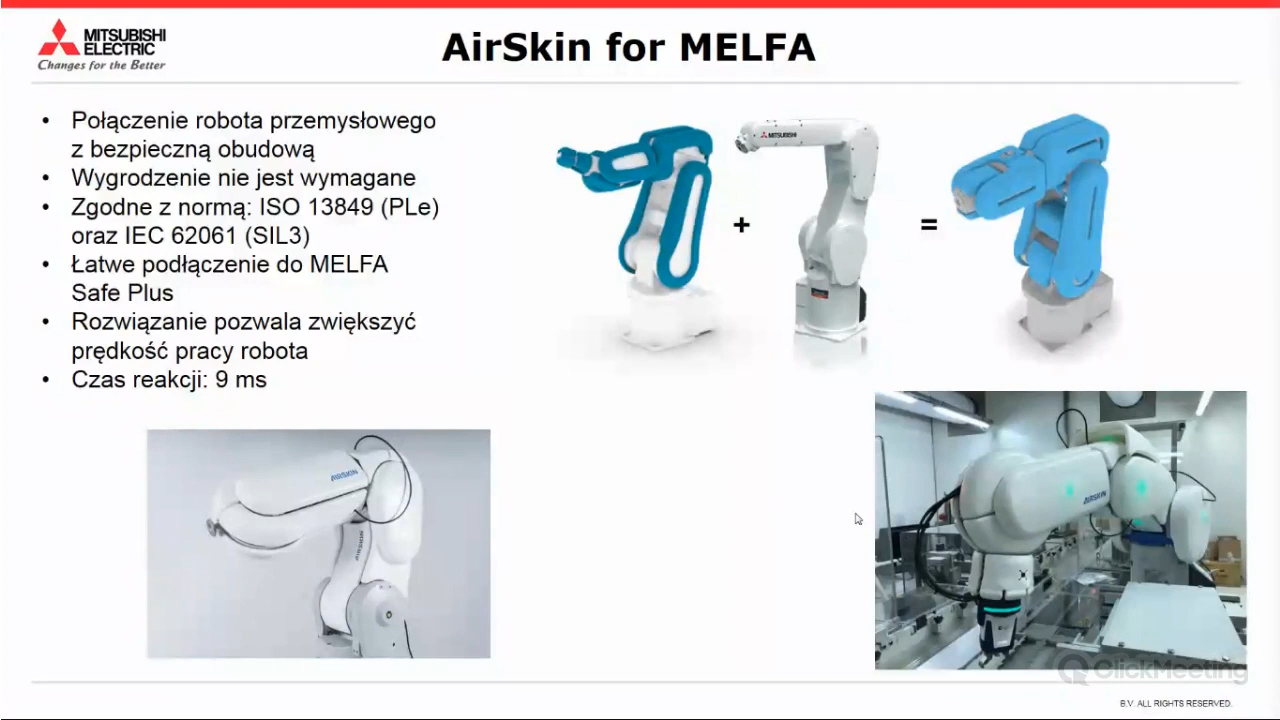 MITSUBISHI
ELECTRIC
Changes for the Better
AirSkin for MELFA
• Połączenie robota przemysłowego
z bezpieczną obudową
• Wygrodzenie nie jest wymagane
• Zgodne z normą: ISO 13849 (PLe)
oraz IEC 62061 (SIL3)
• Łatwe podłączenie do MELFA
Safe Plus
• Rozwiązanie pozwala zwiększyć
prędkość pracy robota
• Czas reakcji: 9 ms
MITSUBISHI
+
=
AIRSKIN
AIRSKIN
AIRSKIN
ClickMeeting
B.V. ALL RIGHTS RESERVED.